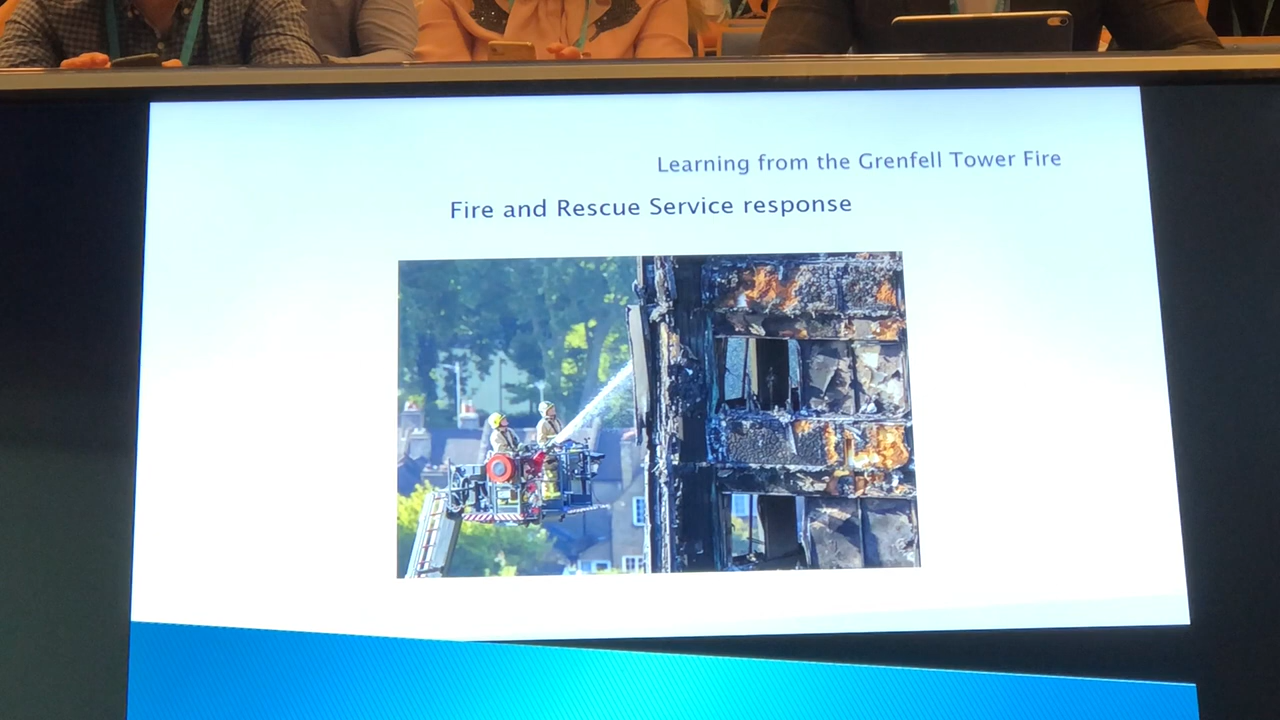 Learning from the Grenfell Tower Fire
Fire and Rescue Service response